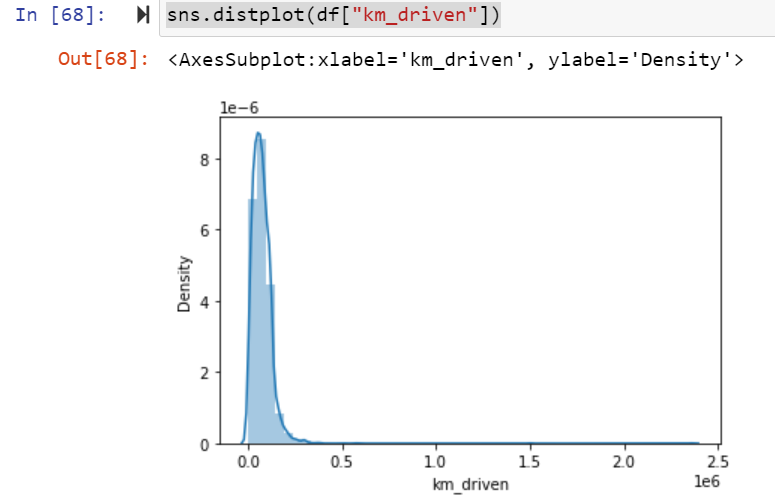 In [68]: sns.distplot(df["km_driven"])
Out[68]: <AxesSubplot:xlabel='km_driven', ylabel='Density'>
1e−6
8
6
4
2
0
Density
0.0 0.5 1.0 1.5 2.0 2.5
1e6
km_driven